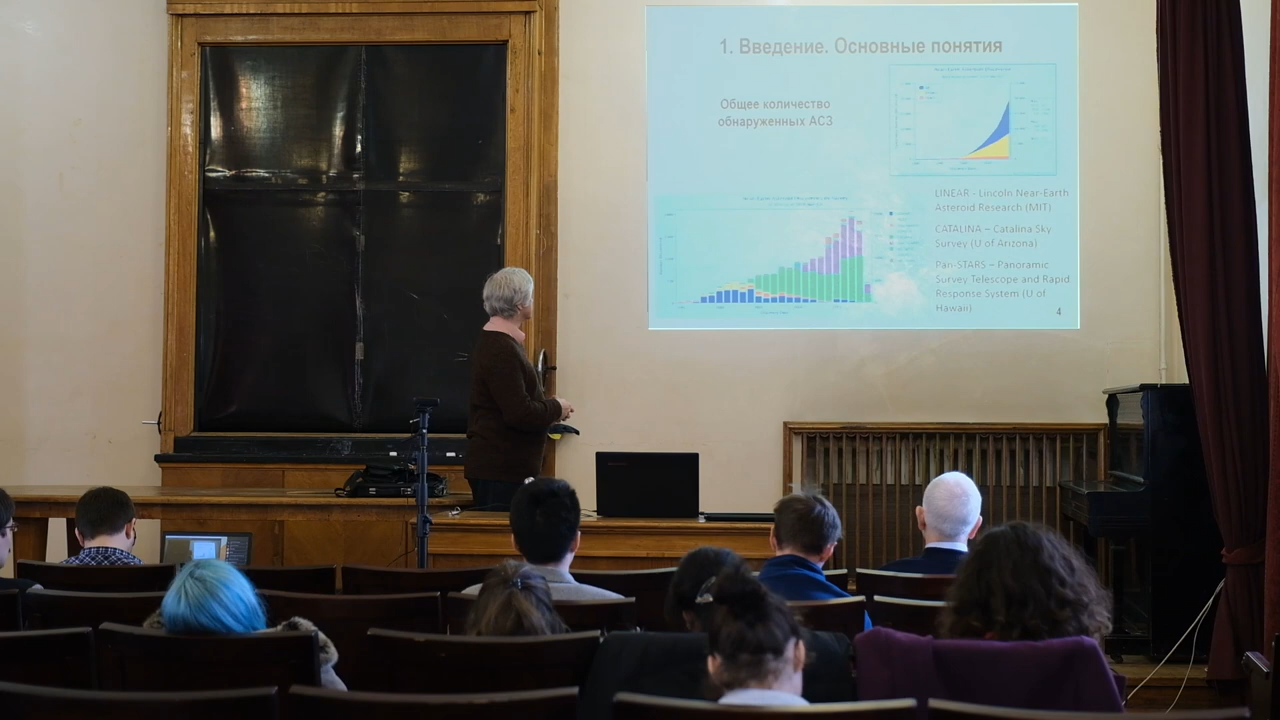 1. Введение. Основные понятия
Общее количество
обнаруженных АСЗ
LINEAR - Lincoln Near-Earth
Asteroid Research (MIT)
CATALINA – Catalina Sky
Survey (U of Arizona)
Pan-STARS – Panoramic
Survey Telescope and Rapid
Response System (U of
Hawaii)
4